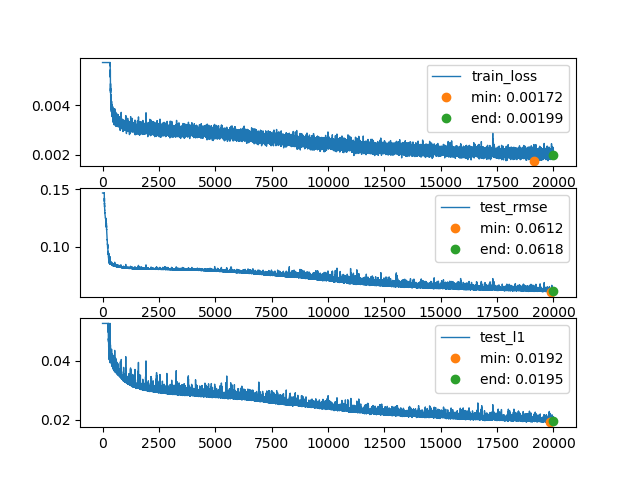 train_loss
min: 0.00172
end: 0.00199
0.004
0.002
0 2500 5000 7500 10000 12500 15000 17500 20000
0.15
test_rmse
min: 0.0612
end: 0.0618
0.10
0 2500 5000 7500 10000 12500 15000 17500 20000
test_l1
min: 0.0192
end: 0.0195
0.04
0.02
0 2500 5000 7500 10000 12500 15000 17500 20000